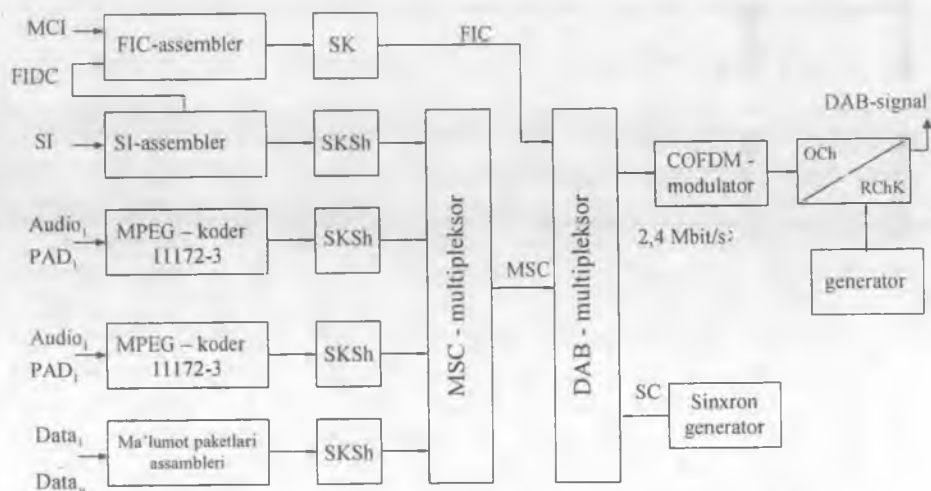 MCI
FIC-assembler
SK
FIC
FIDC
DAB-signal
SI
SI-assembler
SKSh
COFDM -
modulator
OCh
RChK
Audio₁
PAD₁
MPEG – koder
11172-3
SKSh
2,4 Mbit/s:
MSC - multipleksor
MSC
DAB - multipleksor
generator
Audio₁
PAD₁
MPEG – koder
11172-3
SKSh
SC
Sinxron
generator
Data₁
Data
Ma'lumot paketlari
assambleri
SKSh